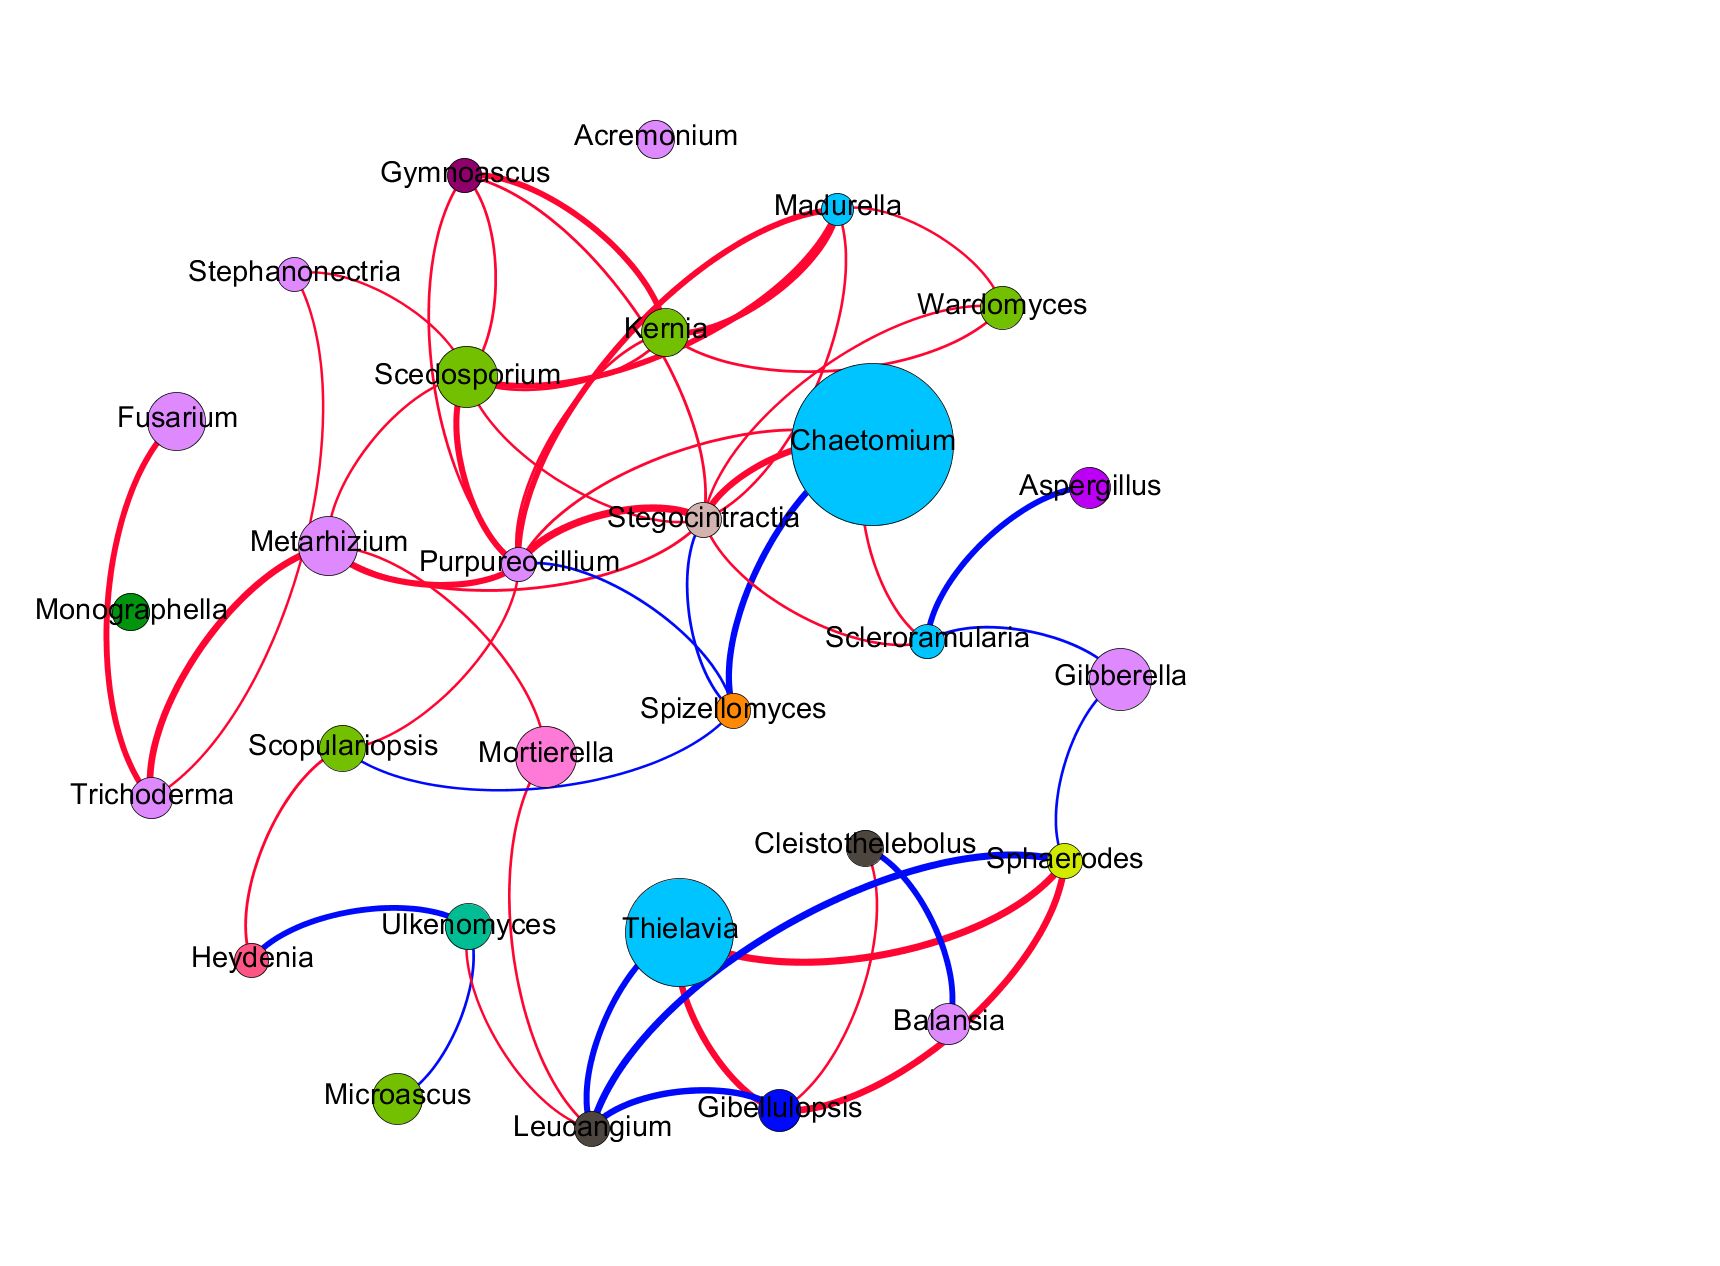 Acremonium
Gymnoascus
Madurella
Stephanonectria
Wardomyces
Kernia
Scedosporium
Fusarium
Chaetomium
Aspergillus
Stegocintractia
Metarhizium
Purpureocillium
Monographella
Scleroramularia
Gibberella
Spizellomyces
Scopulariopsis
Mortierella
Trichoderma
Cleistothelebolus
Sphaerodes
Ulkenomyces
Thielavia
Heydenia
Balansia
Microascus
Gibellulopsis
Leucangium